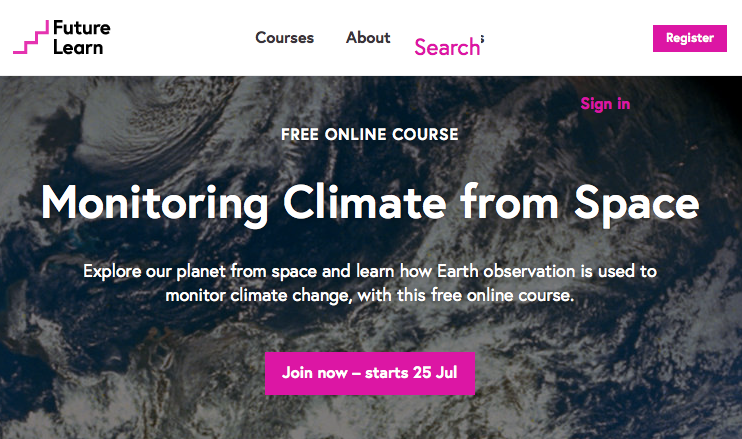 Future
Learn
Courses
About
Search
Register
Sign in
FREE ONLINE COURSE
Monitoring Climate from Space
Explore our planet from space and learn how Earth observation is used to
monitor climate change, with this free online course.
Join now – starts 25 Jul